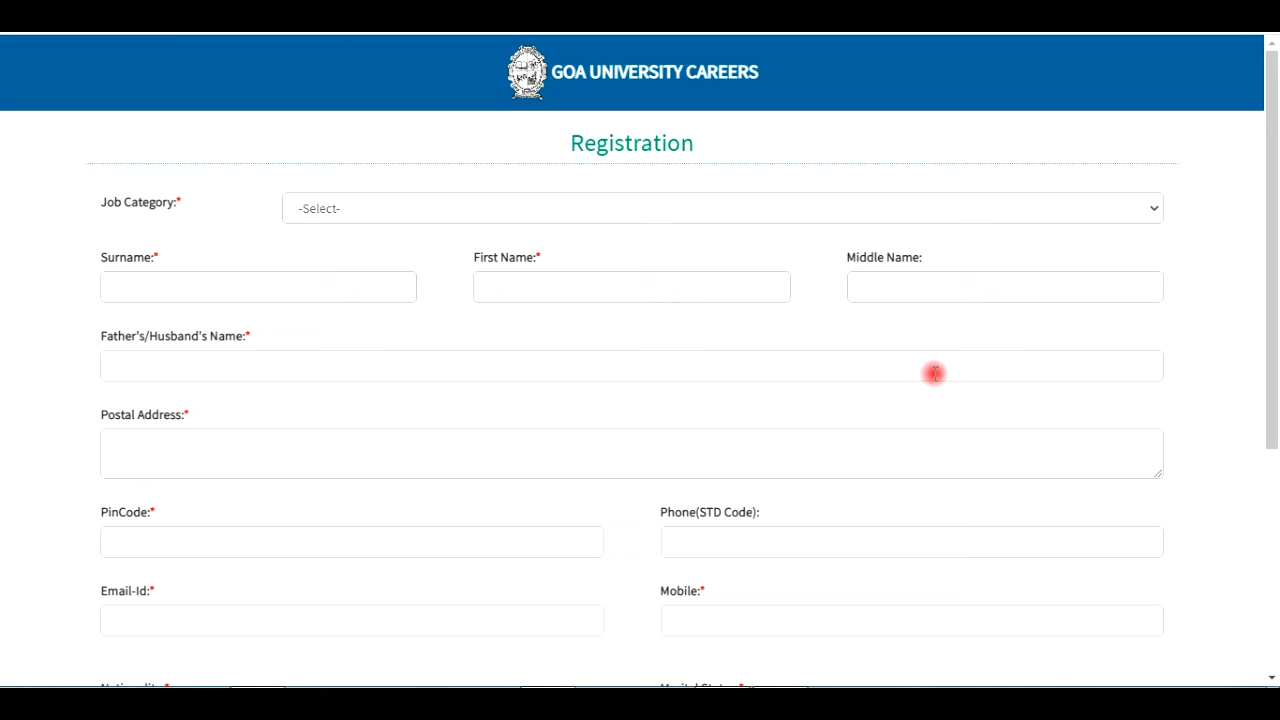 GOA UNIVERSITY CAREERS
Registration
Job Category:*
-Select-
Surname:* First Name:* Middle Name:
Father's/Husband's Name:*
Postal Address:*
PinCode:* Phone(STD Code):
Email-Id:* Mobile:*